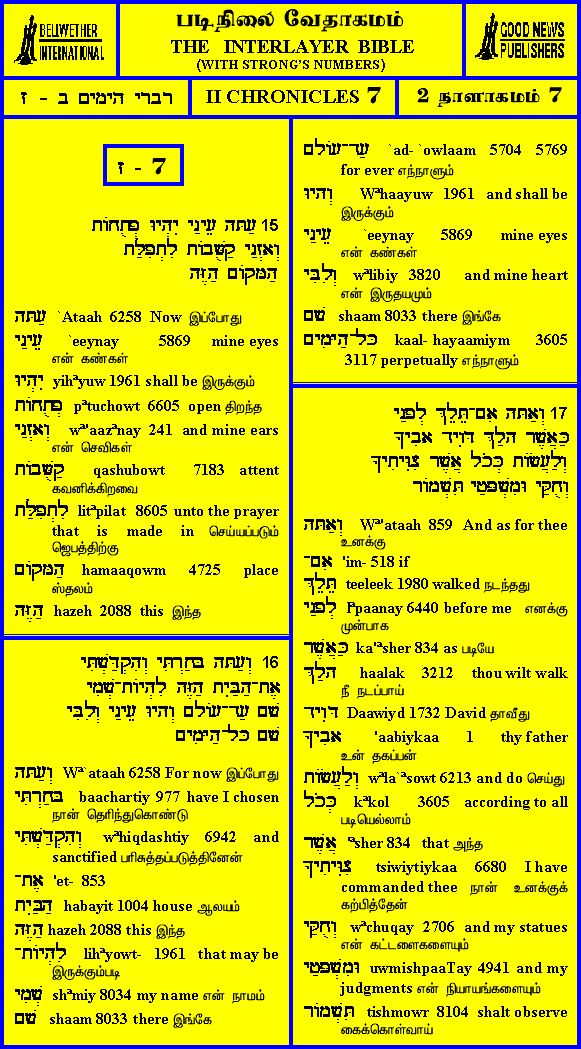 BELLWETHER
INTERNATIONAL
படிநிலை வேதாகமம்
THE INTERLAYER BIBLE
(WITH STRONG'S NUMBERS)
GOOD NEWS
PUBLISHERS
דברי הימים ב - ז
II CHRONICLES 7
2 நாளாகமம் 7
7 - ז
15 עַתָּה עֵינַי יִהְיוּ פְּתֻחוֹת
וְאָזְנַי קַשֻּׁבוֹת לִתְפִלַּת
הַמָּקוֹם הַזֶּה
עַתָּה `Ataah 6258 Now இப்போது
עֵינַי `eeynay 5869 mine eyes
என் கண்கள்
יִהְיוּ yihªyuw 1961 shall be இருக்கும்
פְּתֻחוֹת pªtuchowt 6605 open திறந்த
וְאָזְנַי wª'aazªnay 241 and mine ears
என் செவிகள்
קַשֻּׁבוֹת qashubowt 7183 attent
கவனிக்கிறவை
לִתְפִלַּת litªpilat 8605 unto the prayer
that is made in செய்யப்படும்
ஜெபத்திற்கு
הַמָּקוֹם hamaaqowm 4725 place
ஸ்தலம்
הַזֶּה hazeh 2088 this இந்த
16 וְעַתָּה בָּחַרְתִּי וְהִקְדַּשְׁתִּי
אֶת־הַבַּיִת הַזֶּה לִהְיוֹת־שְׁמִי
שָׁם עַד־עוֹלָם וְהָיוּ עֵינַי וְלִבִּי
שָׁם כָּל־הַיָּמִים
וְעַתָּה Wª`ataah 6258 For now இப்போது
בָּחַרְתִּי baachartiy 977 have I chosen
நான் தெரிந்துகொண்டு
וְהִקְדַּשְׁתִּי wªhiqdashtiy 6942 and
sanctified பரிசுத்தப்படுத்தினேன்
אֶת־ 'et- 853
הַבַּיִת habayit 1004 house ஆலயம்
הַזֶּה hazeh 2088 this இந்த
לִהְיוֹת־ lihªyowt- 1961 that may be
இருக்கும்படி
שְׁמִי shªmiy 8034 my name என் நாமம்
שָׁם shaam 8033 there இங்கே
עַד־עוֹלָם `ad- `owlaam 5704 5769
for ever எந்நாளும்
וְהָיוּ Wªhaayuw 1961 and shall be
இருக்கும்
עֵינַי `eeynay 5869 mine eyes
என் கண்கள்
וְלִבִּי wªlibiy 3820 and mine heart
என் இருதயமும்
שָׁם shaam 8033 there இங்கே
כָּל־הַיָּמִים kaal- hayaamiym 3605
3117 perpetually எந்நாளும்
17 וְאַתָּה אִם־תֵּלֵךְ לְפָנַי
כַּאֲשֶׁר הָלַךְ דָּוִיד אָבִיךָ
וְלַעֲשׂוֹת כְּכֹל אֲשֶׁר צִוִּיתִיךָ
וְחֻקַּי וּמִשְׁפָּטַי תִּשְׁמוֹר
וְאַתָּה Wª'ataah 859 And as for thee
உனக்கு
אִם־ 'im- 518 if
תֵּלֵךְ teeleek 1980 walked நடந்தது
לְפָנַי lªpaanay 6440 before me எனக்கு
முன்பாக
כַּאֲשֶׁר ka'ªsher 834 as படியே
הָלַךְ haalak 3212 thou wilt walk
நீ நடப்பாய்
דָּוִיד Daawiyd 1732 David தாவீது
אָבִיךָ 'aabiykaa 1 thy father
உன் தகப்பன்
וְלַעֲשׂוֹת wªla`ªsowt 6213 and do செய்து
כְּכֹל kªkol 3605 according to all
படியெல்லாம்
אֲשֶׁר ªsher 834 that அந்த
צִוִּיתִיךָ tsiwiytiykaa 6680 I have
commanded thee நான் உனக்குக்
கற்பித்தேன்
וְחֻקַּי wªchuqay 2706 and my statues
என் கட்டளைகளையும்
וּמִשְׁפָּטַי uwmishpaaTay 4941 and my
judgments என் நியாயங்களையும்
תִּשְׁמוֹר tishmowr 8104 shalt observe
கைக்கொள்வாய்